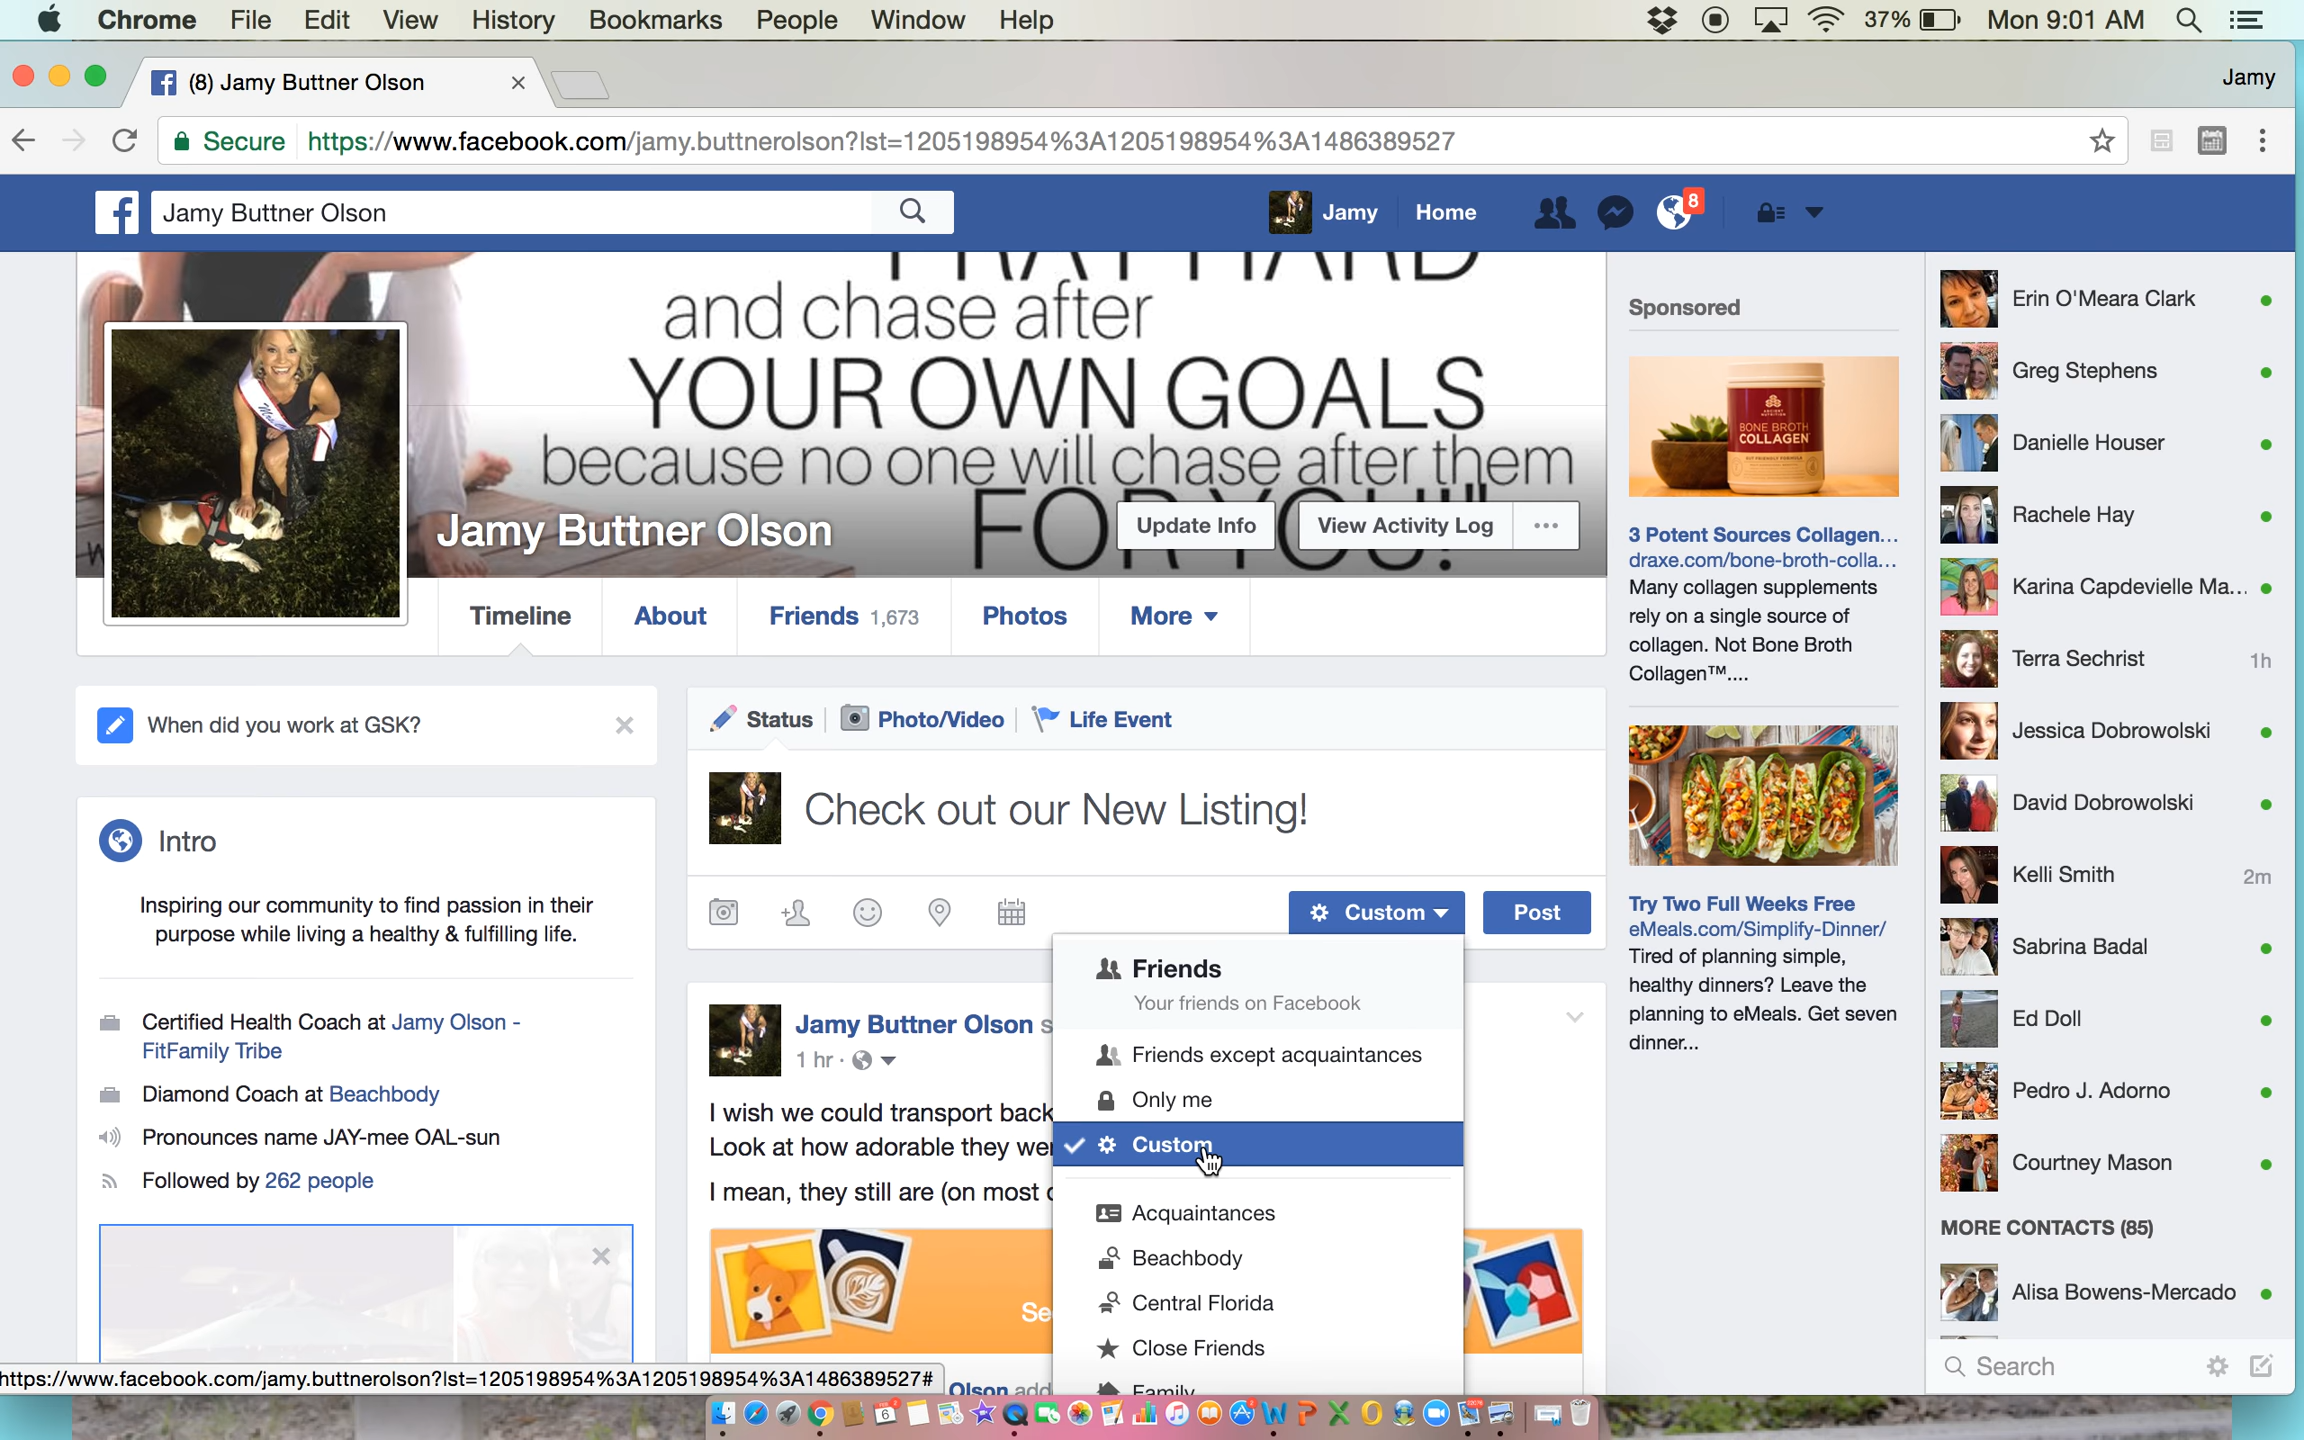 Chrome File Edit View History Bookmarks People Window Help 37% Mon 9:01 AM
(8) Jamy Buttner Olson Jamy
Secure https://www.facebook.com/jamy.buttnerolson?lst=1205198954%3A1205198954%3A1486389527
Jamy Buttner Olson Jamy Home 8
and chase after
YOUR OWN GOALS
because no one will chase after them
FOR YOU!"
Jamy Buttner Olson Update Info View Activity Log ...
Timeline About Friends 1,673 Photos More
When did you work at GSK?
Intro
Inspiring our community to find passion in their
purpose while living a healthy & fulfilling life.
Certified Health Coach at Jamy Olson -
FitFamily Tribe
Diamond Coach at Beachbody
Pronounces name JAY-mee OAL-sun
Followed by 262 people
Status Photo/Video Life Event
Check out our New Listing!
Custom Post
Friends
Your friends on Facebook
Friends except acquaintances
Only me
Custom
Acquaintances
Beachbody
Central Florida
Close Friends
Family
Jamy Buttner Olson s
1 hr ·
I wish we could transport back
Look at how adorable they wer
I mean, they still are (on most
Se
Olson add
Sponsored
BONE BROTH
COLLAGEN
3 Potent Sources Collagen...
draxe.com/bone-broth-colla...
Many collagen supplements
rely on a single source of
collagen. Not Bone Broth
Collagen™....
Try Two Full Weeks Free
eMeals.com/Simplify-Dinner/
Tired of planning simple,
healthy dinners? Leave the
planning to eMeals. Get seven
dinner...
Erin O'Meara Clark
Greg Stephens
Danielle Houser
Rachele Hay
Karina Capdevielle Ma...
Terra Sechrist 1h
Jessica Dobrowolski
David Dobrowolski
Kelli Smith 2m
Sabrina Badal
Ed Doll
Pedro J. Adorno
Courtney Mason
MORE CONTACTS (85)
Alisa Bowens-Mercado
Search
https://www.facebook.com/jamy.buttnerolson?lst=1205198954%3A1205198954%3A1486389527#